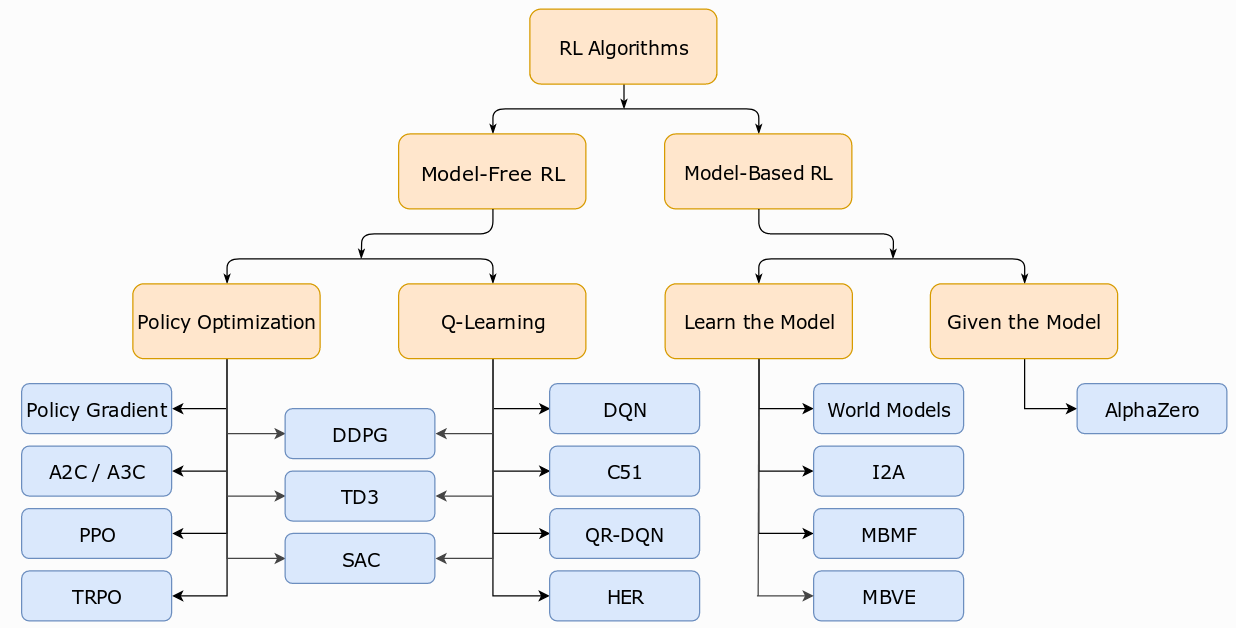 RL Algorithms
Model-Free RL
Model-Based RL
Policy Optimization
Q-Learning
Learn the Model
Given the Model
Policy Gradient
A2C / A3C
PPO
TRPO
DDPG
TD3
SAC
DQN
C51
QR-DQN
HER
World Models
I2A
MBMF
MBVE
AlphaZero